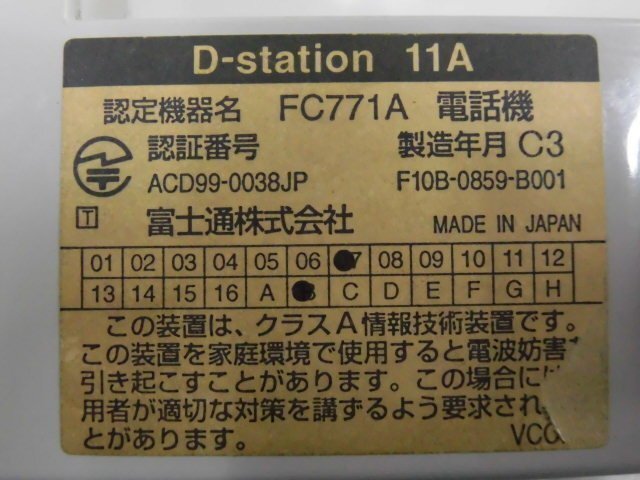 D-station 11A
認定機器名 FC771A 電話機
認証番号 製造年月 C3
ACD99-0038JP F10B-0859-B001
T 富士通株式会社 MADE IN JAPAN
01 02 03 04 05 06 08 09 10 11 12
13 14 15 16 A C D E F G H
この装置は、クラスA情報技術装置です。
この装置を家庭環境で使用すると電波妨害
引き起こすことがあります。この場合には
用者が適切な対策を講ずるよう要求され
とがあります。